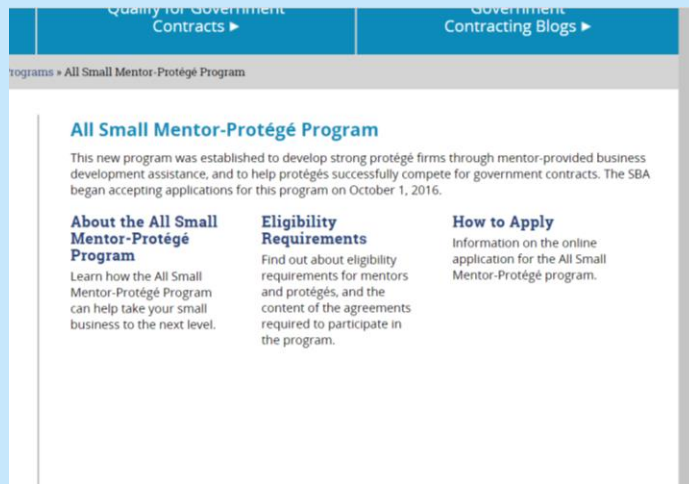 Qualify for Government
Contracts ►
Government
Contracting Blogs ►
Programs » All Small Mentor-Protégé Program
All Small Mentor-Protégé Program
This new program was established to develop strong protégé firms through mentor-provided business
development assistance, and to help protégés successfully compete for government contracts. The SBA
began accepting applications for this program on October 1, 2016.
About the All Small
Mentor-Protégé
Program
Learn how the All Small
Mentor-Protégé Program
can help take your small
business to the next level.
Eligibility
Requirements
Find out about eligibility
requirements for mentors
and protégés, and the
content of the agreements
required to participate in
the program.
How to Apply
Information on the online
application for the All Small
Mentor-Protégé program.